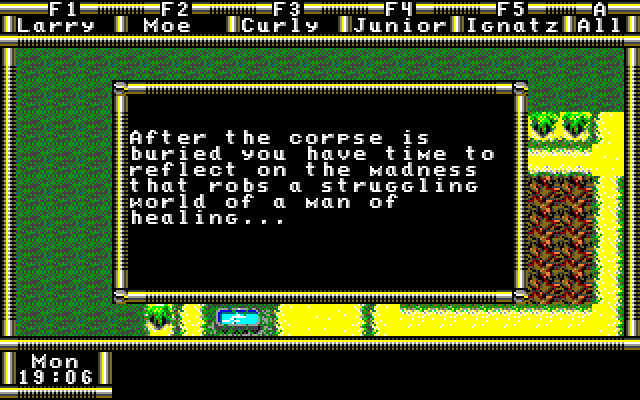 F1 F2 F3 F4 F5 A
Larry Moe Curly Junior Ignatz All
After the corpse is
buried you have time to
reflect on the madness
that robs a struggling
world of a man of
healing...
Mon
19:06